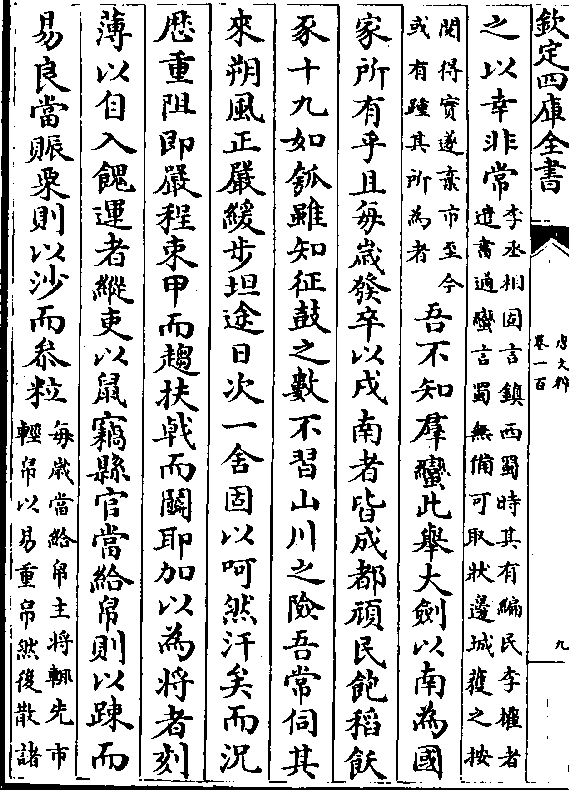 欽定四庫全書
唐文粹
卷一百
九
之以幸非常
李丞相固言鎮西蜀時其有編民李權者
遺書通蠻言蜀無備可取狀邊城獲之按
閱得實遂棄市至今
或有踵其所為者
吾不知羣蠻此舉大劍以南為國
家所有乎且每歲發卒以戍南者皆成都頑民飽稻飫
豕十九如瓠雖知征鼓之數不習山川之險吾常伺其
來朔風正嚴緩步坦途日次一舍固以呵然汗矣而況
歴重阻即嚴程束甲而趨扶戟而鬭耶加以為將者刻
薄以自入餽運者縱吏以鼠竊縣官當給帛則以踈而
易良當賑粟則以沙而叅粒
每歲當給帛主將輙先市
輕帛以易重帛然後散諸